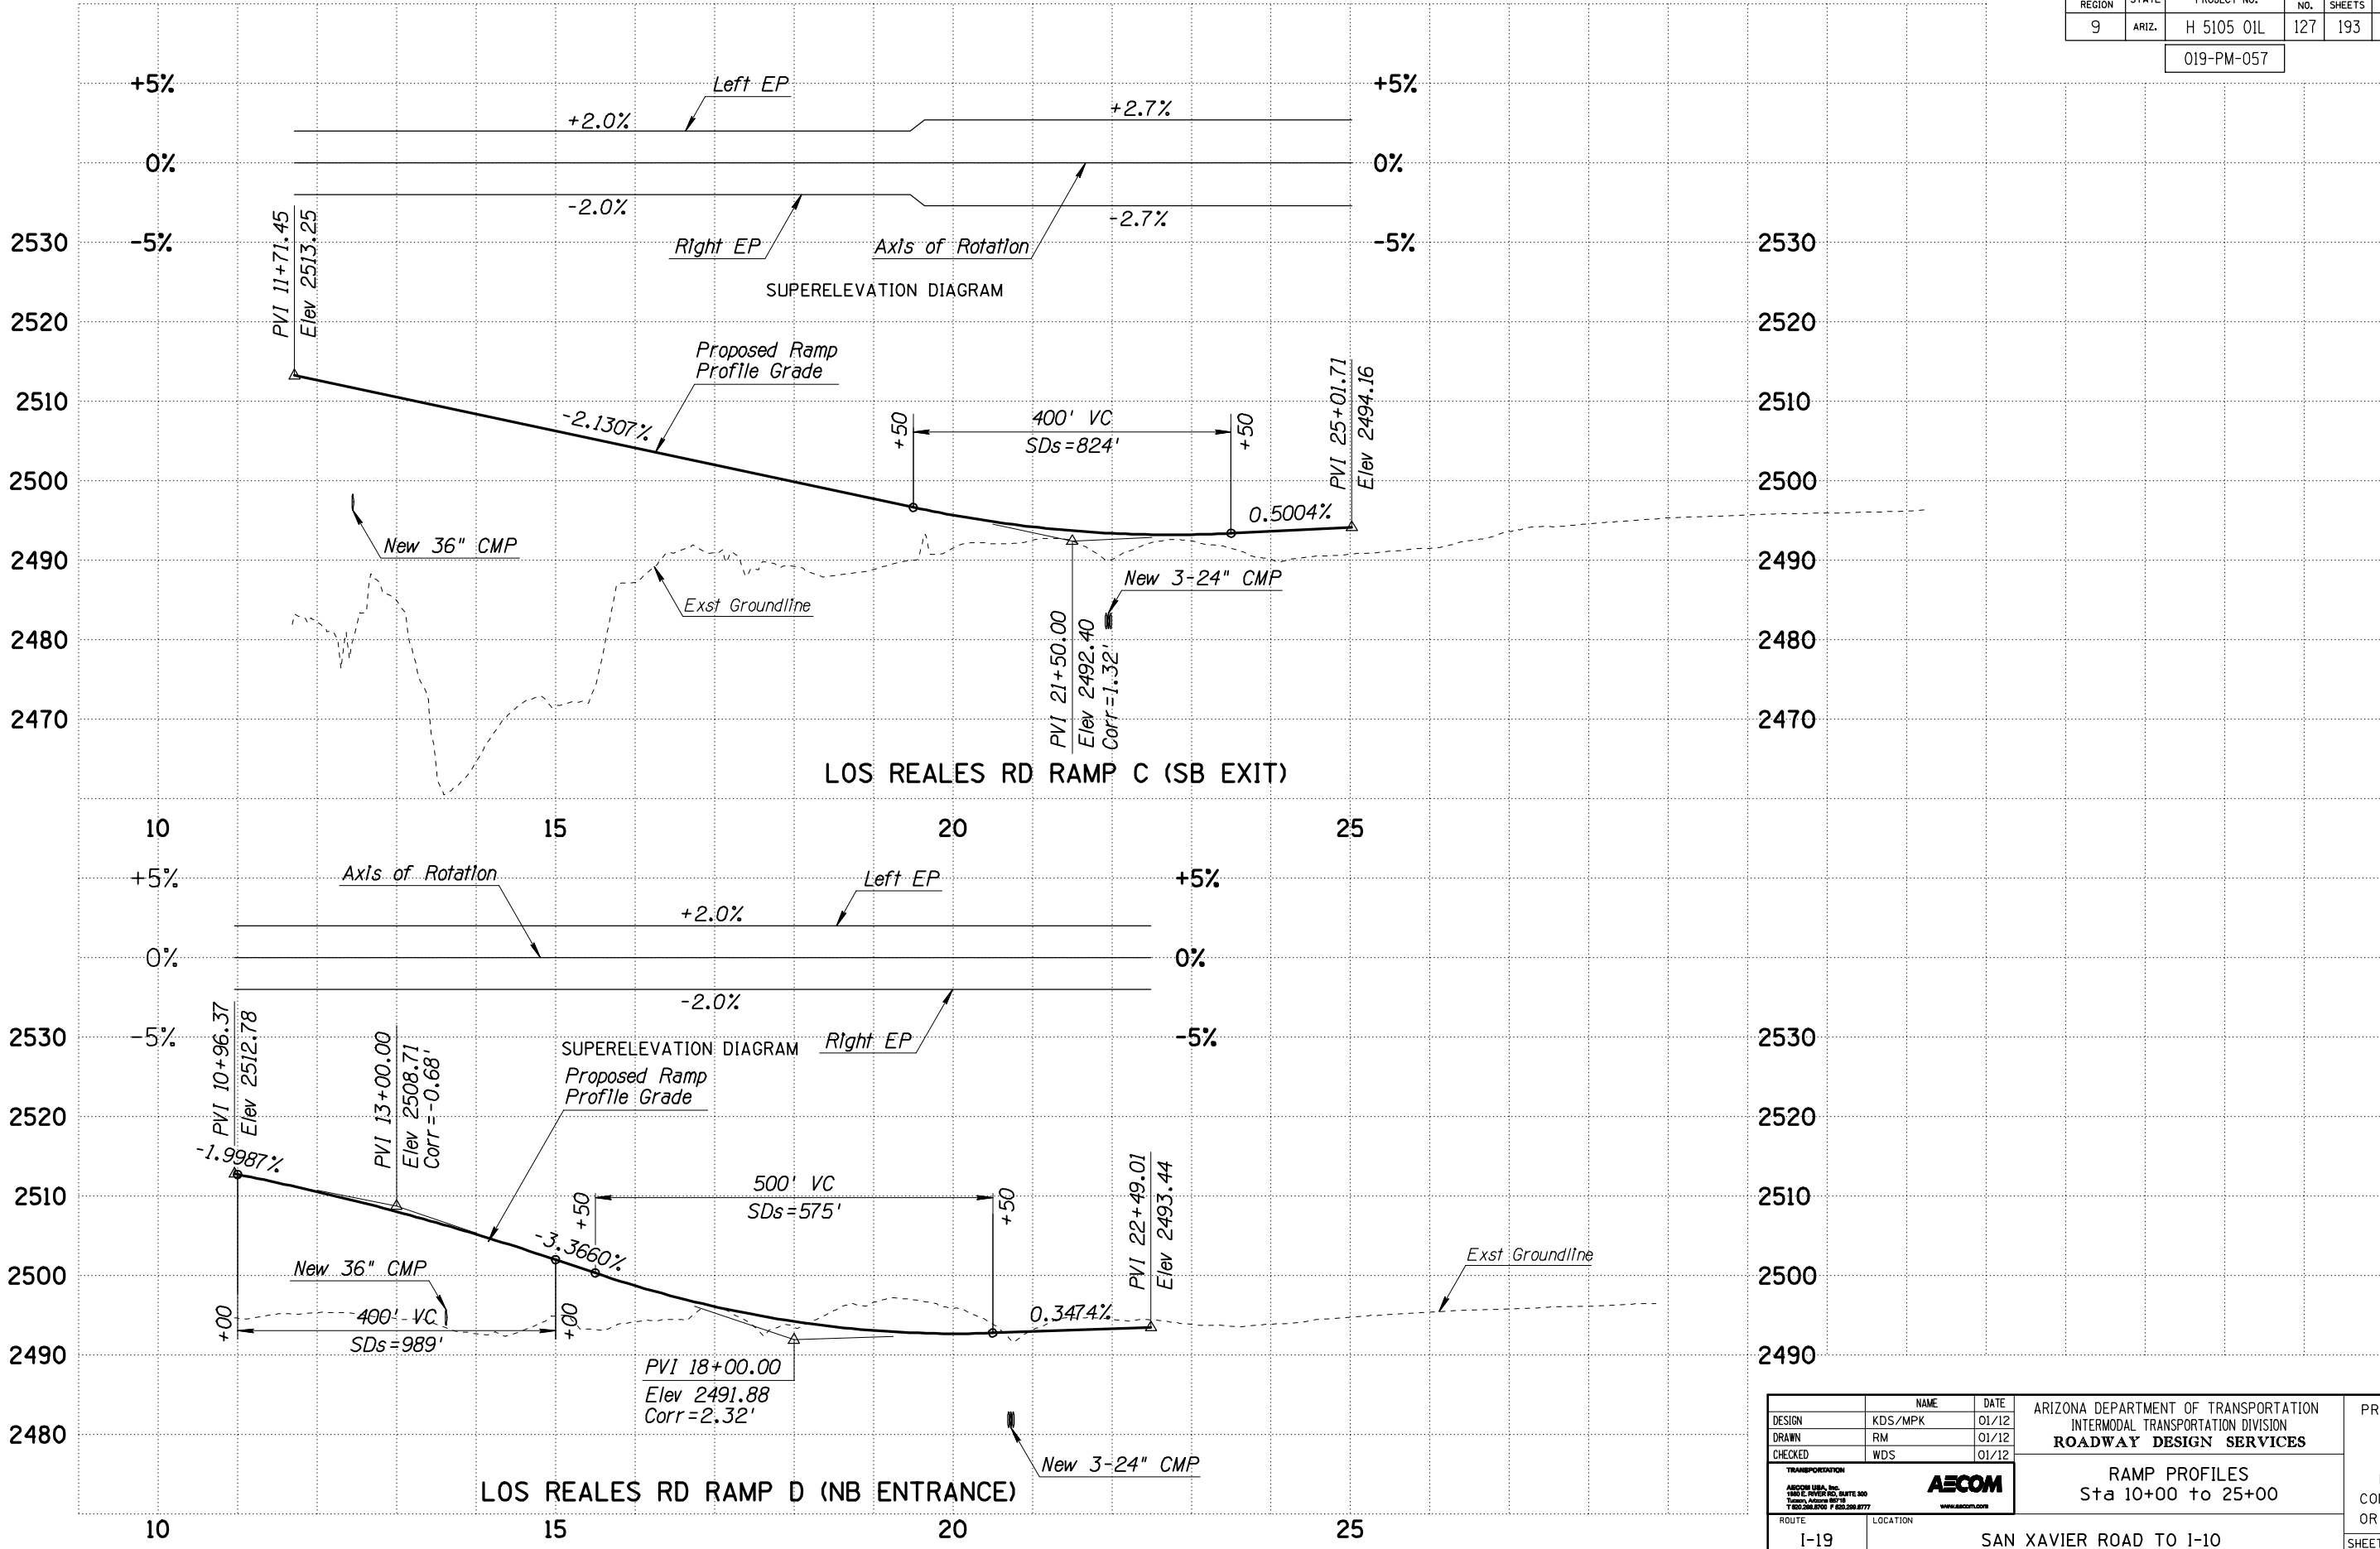 REGION STATE PROJECT NO. NO. SHEETS
9 ARIZ. H 5105 01L 127 193
019-PM-057
+5% Left EP +5%
+2.0% +2.7%
0% 0%
-2.0% -2.7%
2530 -5% Right EP Axis of Rotation -5% 2530
PVI 11+71.45
Elev 2513.25
SUPERELEVATION DIAGRAM
2520 2520
Proposed Ramp
Profile Grade
2510 2510
-2.1307%
+50
400' VC
SDs=824'
+50
PVI 25+01.71
Elev 2494.16
2500 2500
0.5004%
New 36" CMP
2490 2490
New 3-24" CMP
Exst Groundline
2480 2480
PVI 21+50.00
Elev 2492.40
Corr=1.32'
2470 2470
LOS REALES RD RAMP C (SB EXIT)
10 15 20 25
+5% Axis of Rotation Left EP +5%
+2.0%
0% 0%
-2.0%
2530 -5% Right EP -5% 2530
PVI 10+96.37
Elev 2512.78
PVI 13+00.00
Elev 2508.71
Corr=-0.68'
SUPERELEVATION DIAGRAM
Proposed Ramp
Profile Grade
2520 2520
-1.9987%
2510 2510
+50
500' VC
SDs=575'
+50
PVI 22+49.01
Elev 2493.44
-3.3660%
Exst Groundline
New 36" CMP
2500 2500
+00
400' VC
SDs=989'
+00
0.3474%
2490 2490
PVI 18+00.00
Elev 2491.88
Corr=2.32'
2480
New 3-24" CMP
LOS REALES RD RAMP D (NB ENTRANCE)
10 15 20 25
NAME DATE
DESIGN KDS/MPK 01/12
DRAWN RM 01/12
CHECKED WDS 01/12
ARIZONA DEPARTMENT OF TRANSPORTATION
INTERMODAL TRANSPORTATION DIVISION
ROADWAY DESIGN SERVICES
PR
TRANSPORTATION
AECOM USA, Inc.
AECOM
www.aecom.com
RAMP PROFILES
Sta 10+00 to 25+00
OR
ROUTE LOCATION
I-19 SAN XAVIER ROAD TO I-10
SHEET